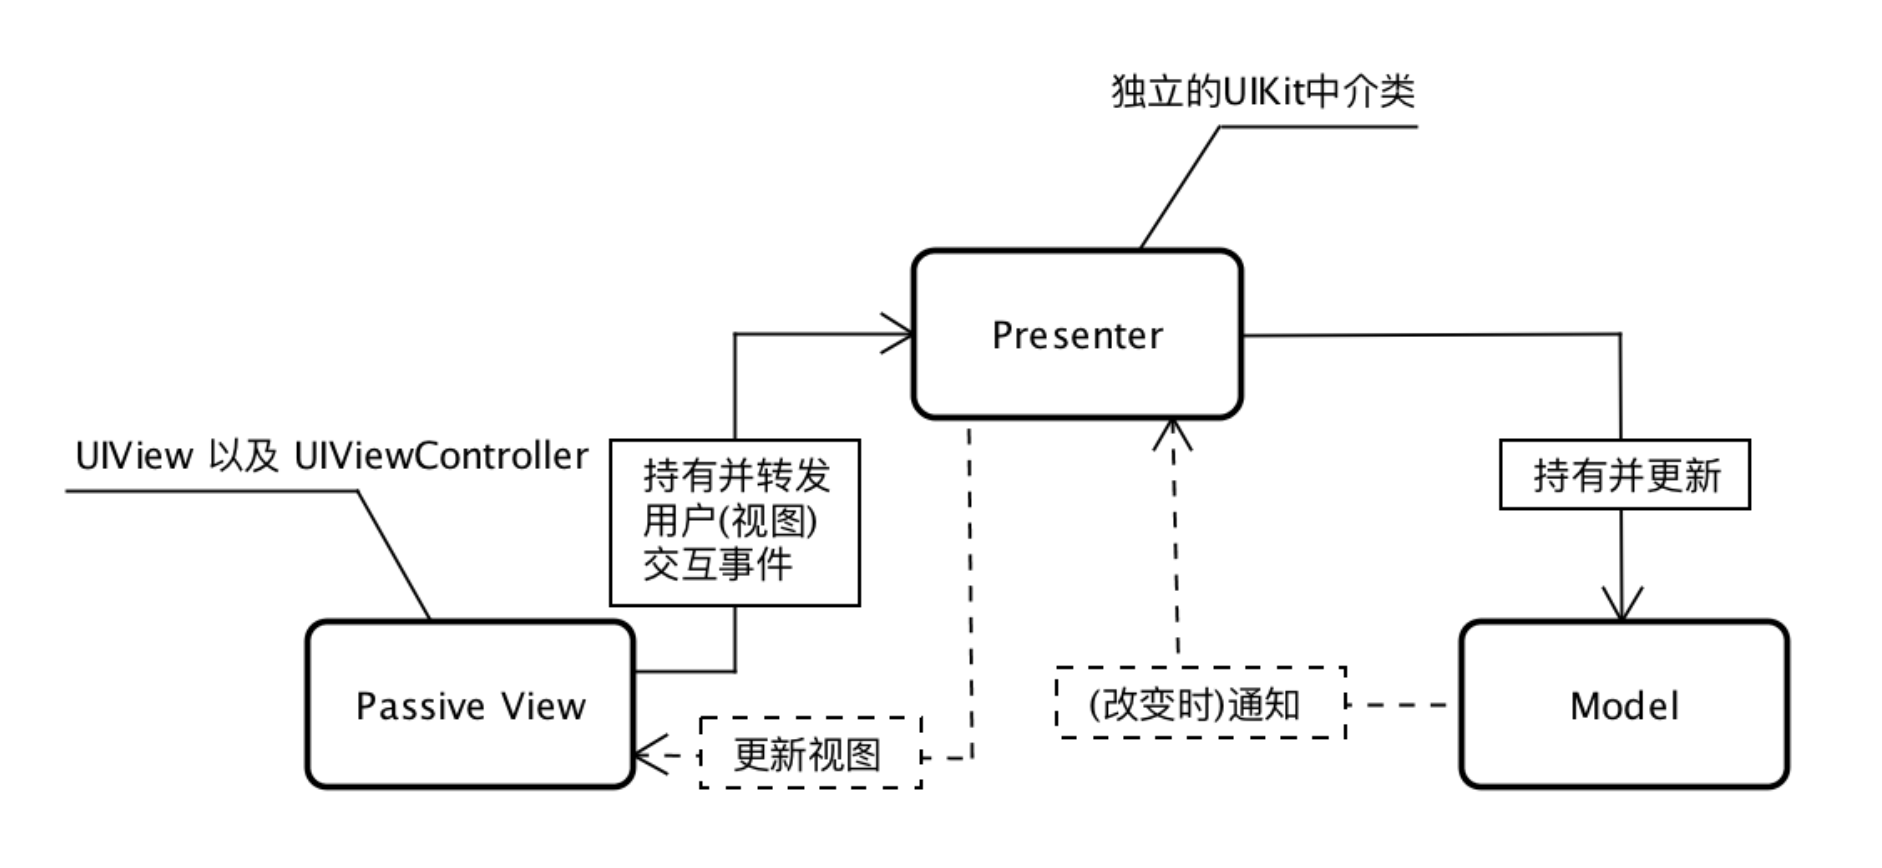 独立的UIKit中介类
Presenter
UIView 以及 UIViewController
持有并转发
用户(视图)
交互事件
持有并更新
Passive View
更新视图
(改变时)通知
Model